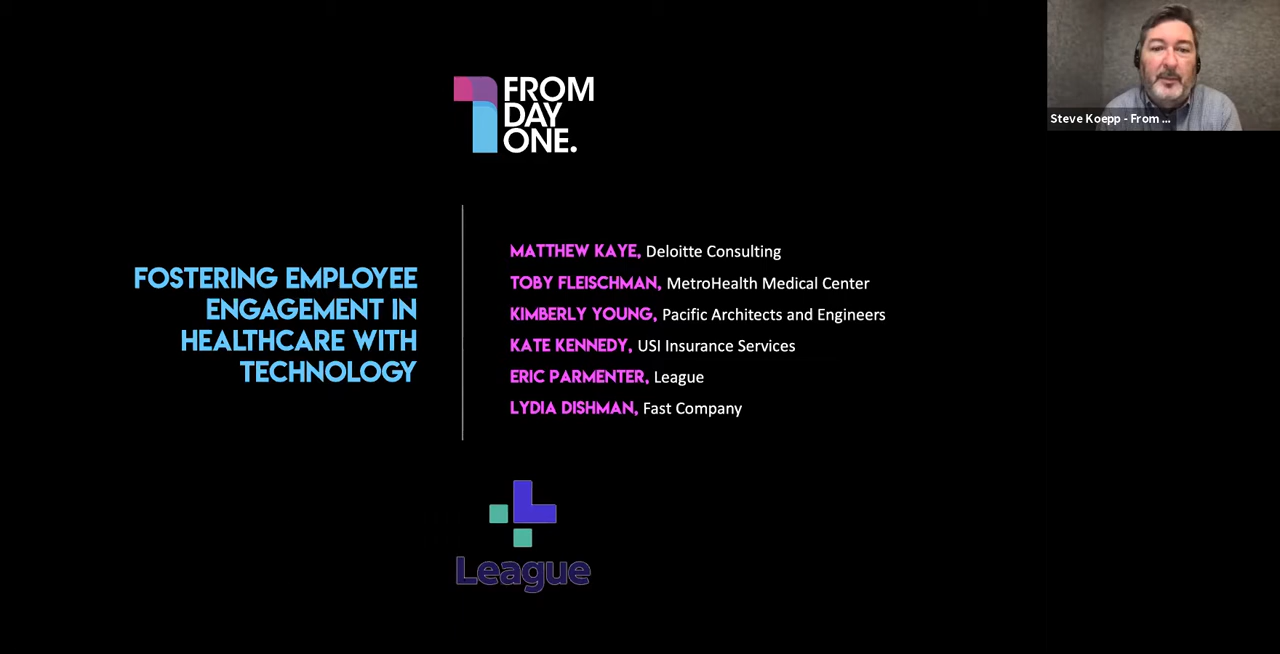 FROM
DAY
ONE.
Steve Koepp - From ...
FOSTERING EMPLOYEE
ENGAGEMENT IN
HEALTHCARE WITH
TECHNOLOGY
MATTHEW KAYE, Deloitte Consulting
TOBY FLEISCHMAN, MetroHealth Medical Center
KIMBERLY YOUNG, Pacific Architects and Engineers
KATE KENNEDY, USI Insurance Services
ERIC PARMENTER, League
LYDIA DISHMAN, Fast Company
League